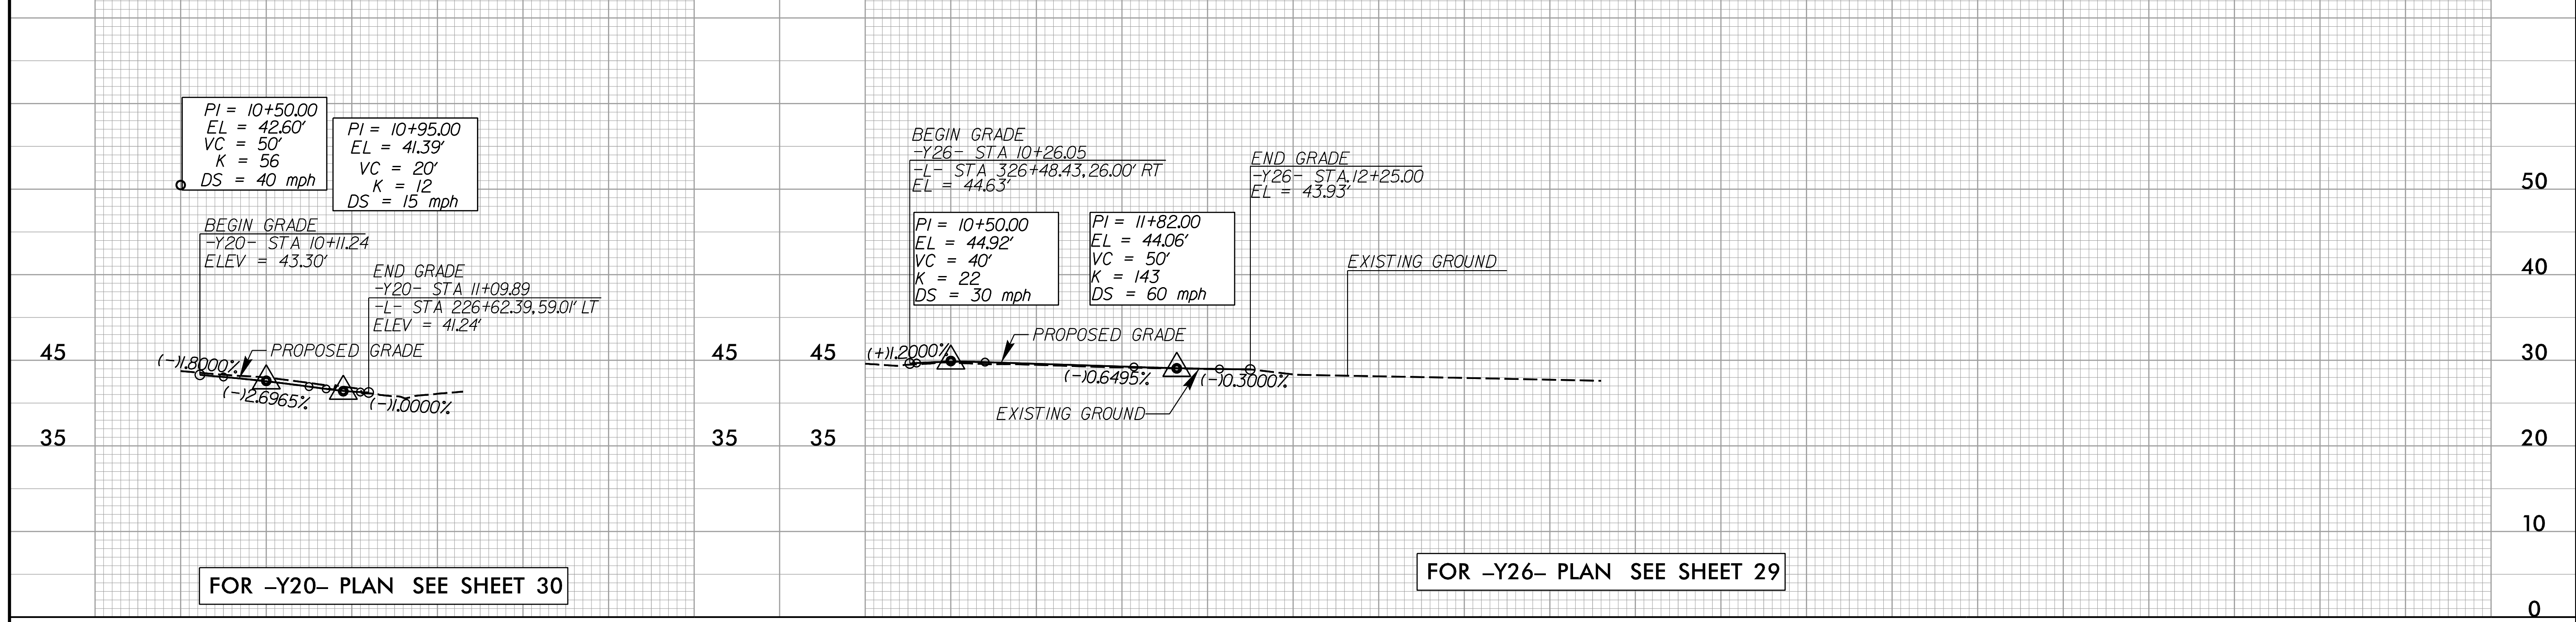 PI = 10+50.00
EL = 42.60'
VC = 50'
K = 56
DS = 40 mph
PI = 10+95.00
EL = 41.39'
VC = 20'
K = 12
DS = 15 mph
BEGIN GRADE
-Y20- STA 10+11.24
ELEV = 43.30'
END GRADE
-Y20- STA 11+09.89
-L- STA 226+62.39, 59.01' LT
ELEV = 41.24'
PROPOSED GRADE
(-)1.8000%
(-)2.6965%
(-)1.0000%
45
35
45
35
FOR –Y20– PLAN SEE SHEET 30
45
35
BEGIN GRADE
-Y26- STA 10+26.05
-L- STA 326+48.43, 26.00' RT
EL = 44.63'
END GRADE
-Y26- STA. 12+25.00
EL = 43.93'
PI = 10+50.00
EL = 44.92'
VC = 40'
K = 22
DS = 30 mph
PI = 11+82.00
EL = 44.06'
VC = 50'
K = 143
DS = 60 mph
EXISTING GROUND
PROPOSED GRADE
(+)1.2000%
(-)0.6495%
(-)0.3000%
EXISTING GROUND
FOR –Y26– PLAN SEE SHEET 29
50
40
30
20
10
0